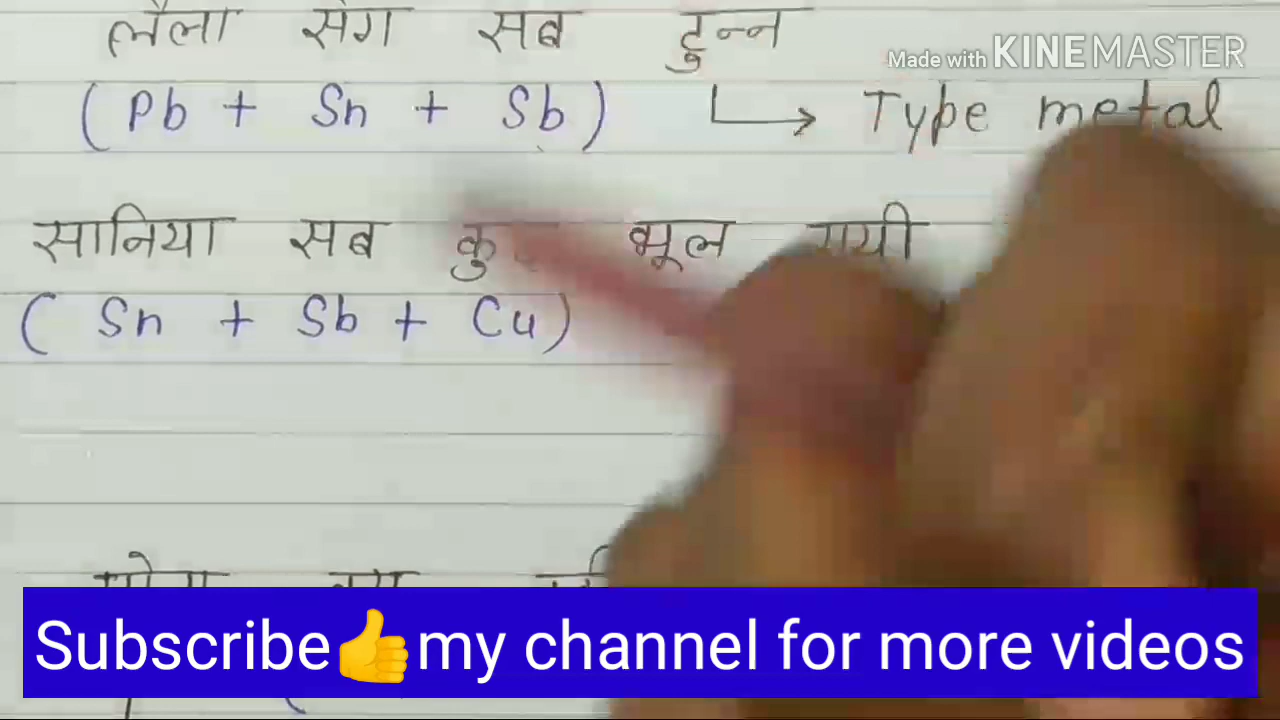 लैला संग सब टुन्न
Made with KINEMASTER
( Pb + Sn + Sb ) → Type metal
सानिया सब भूल गयी
( Sn + Sb + Cu )
Subscribe👍my channel for more videos